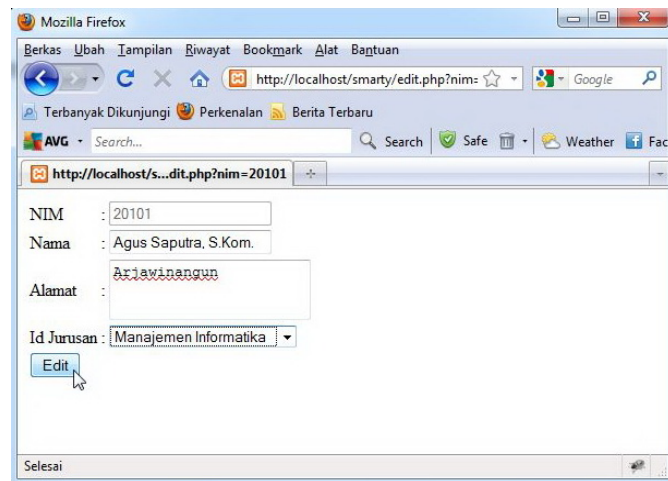 Mozilla Firefox
Berkas Ubah Tampilan Riwayat Bookmark Alat Bantuan
http://localhost/smarty/edit.php?nim= Google
Terbanyak Dikunjungi Perkenalan Berita Terbaru
AVG Search... Search Safe Weather Fac
http://localhost/s...dit.php?nim=20101
NIM : 20101
Nama : Agus Saputra, S.Kom.
Alamat : Arjawinangun
Id Jurusan : Manajemen Informatika
Edit
Selesai